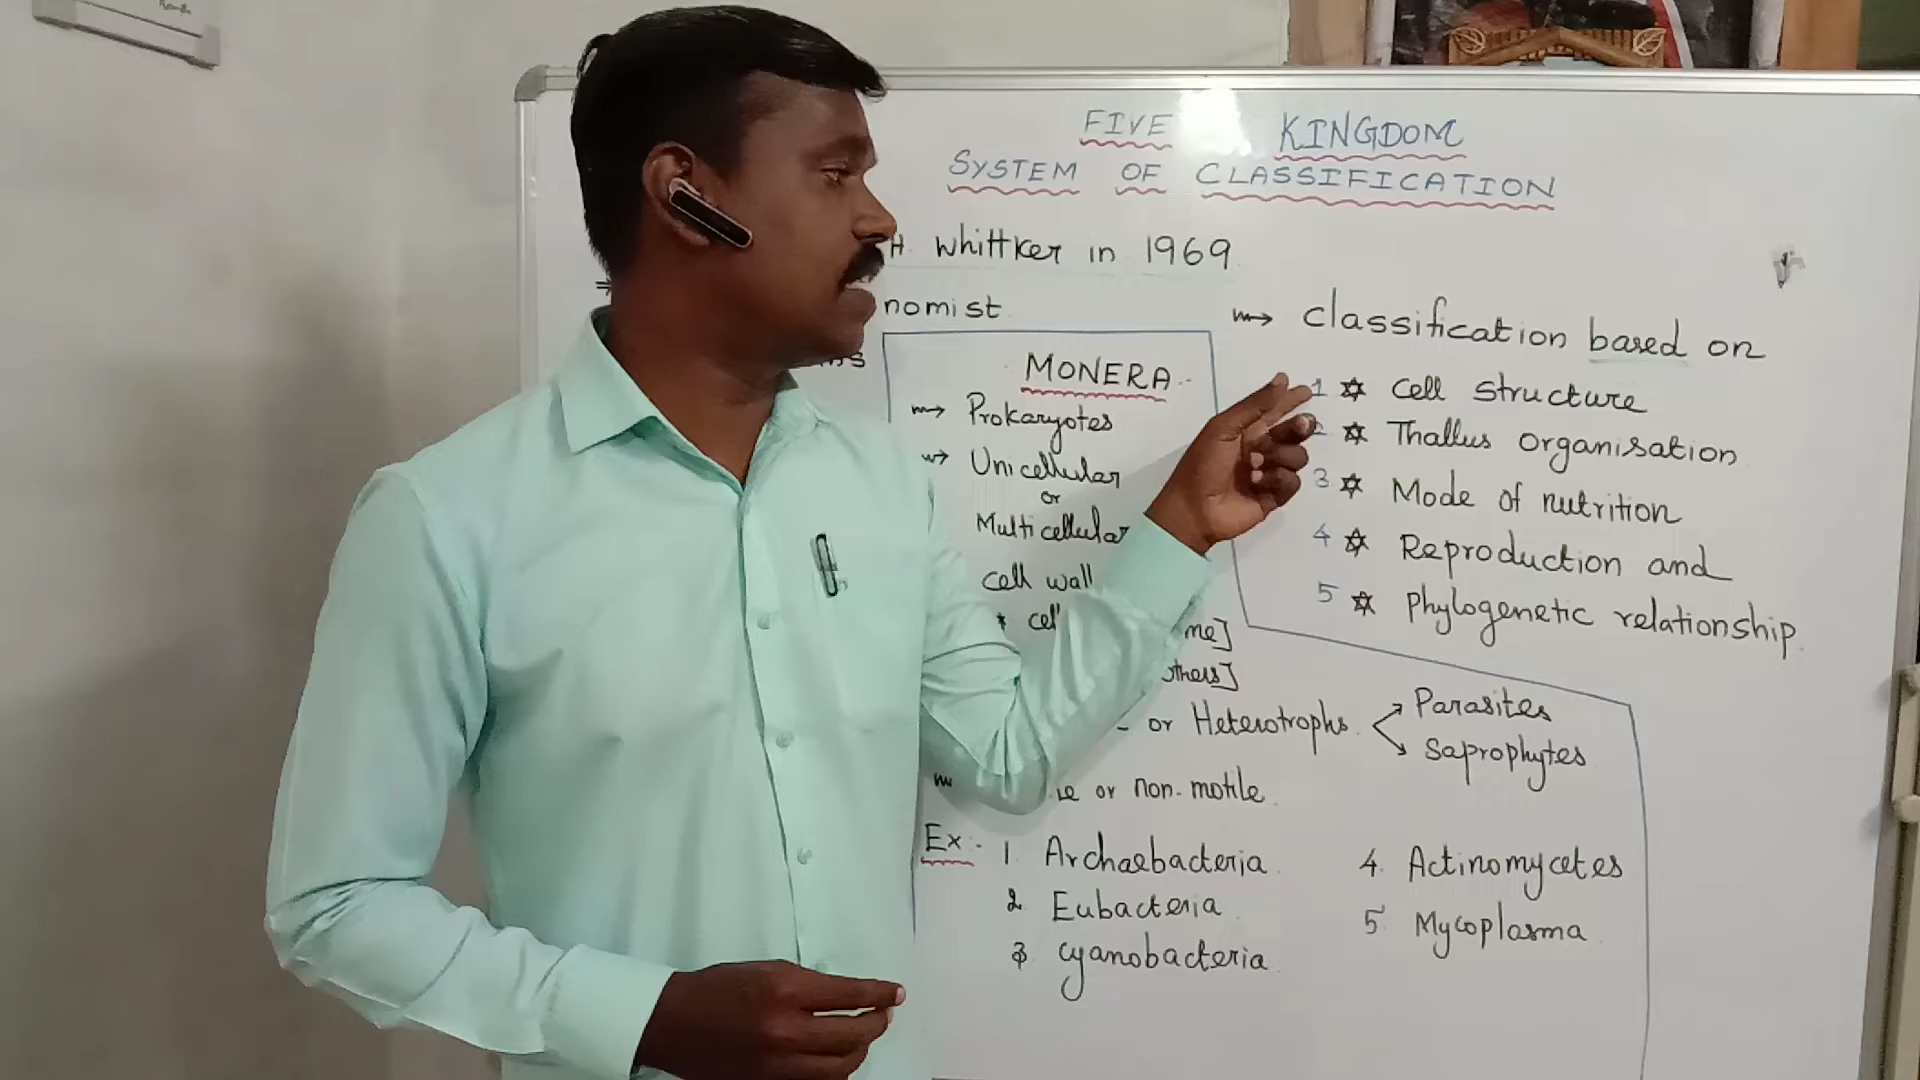 FIVE KINGDOM
SYSTEM OF CLASSIFICATION
H. Whittker in 1969
nomist
MONERA
Prokaryotes
Unicellular
or
Multicellular
cell wall
me]
or Heterotrophs
Parasites
Saprophytes
or non-motile
Ex:-
1. Archaebacteria
2. Eubacteria
3. cyanobacteria
4. Actinomycetes
5. Mycoplasma
classification based on
1 Cell structure
2 Thallus organisation
3 Mode of nutrition
4 Reproduction and
5 Phylogenetic relationship